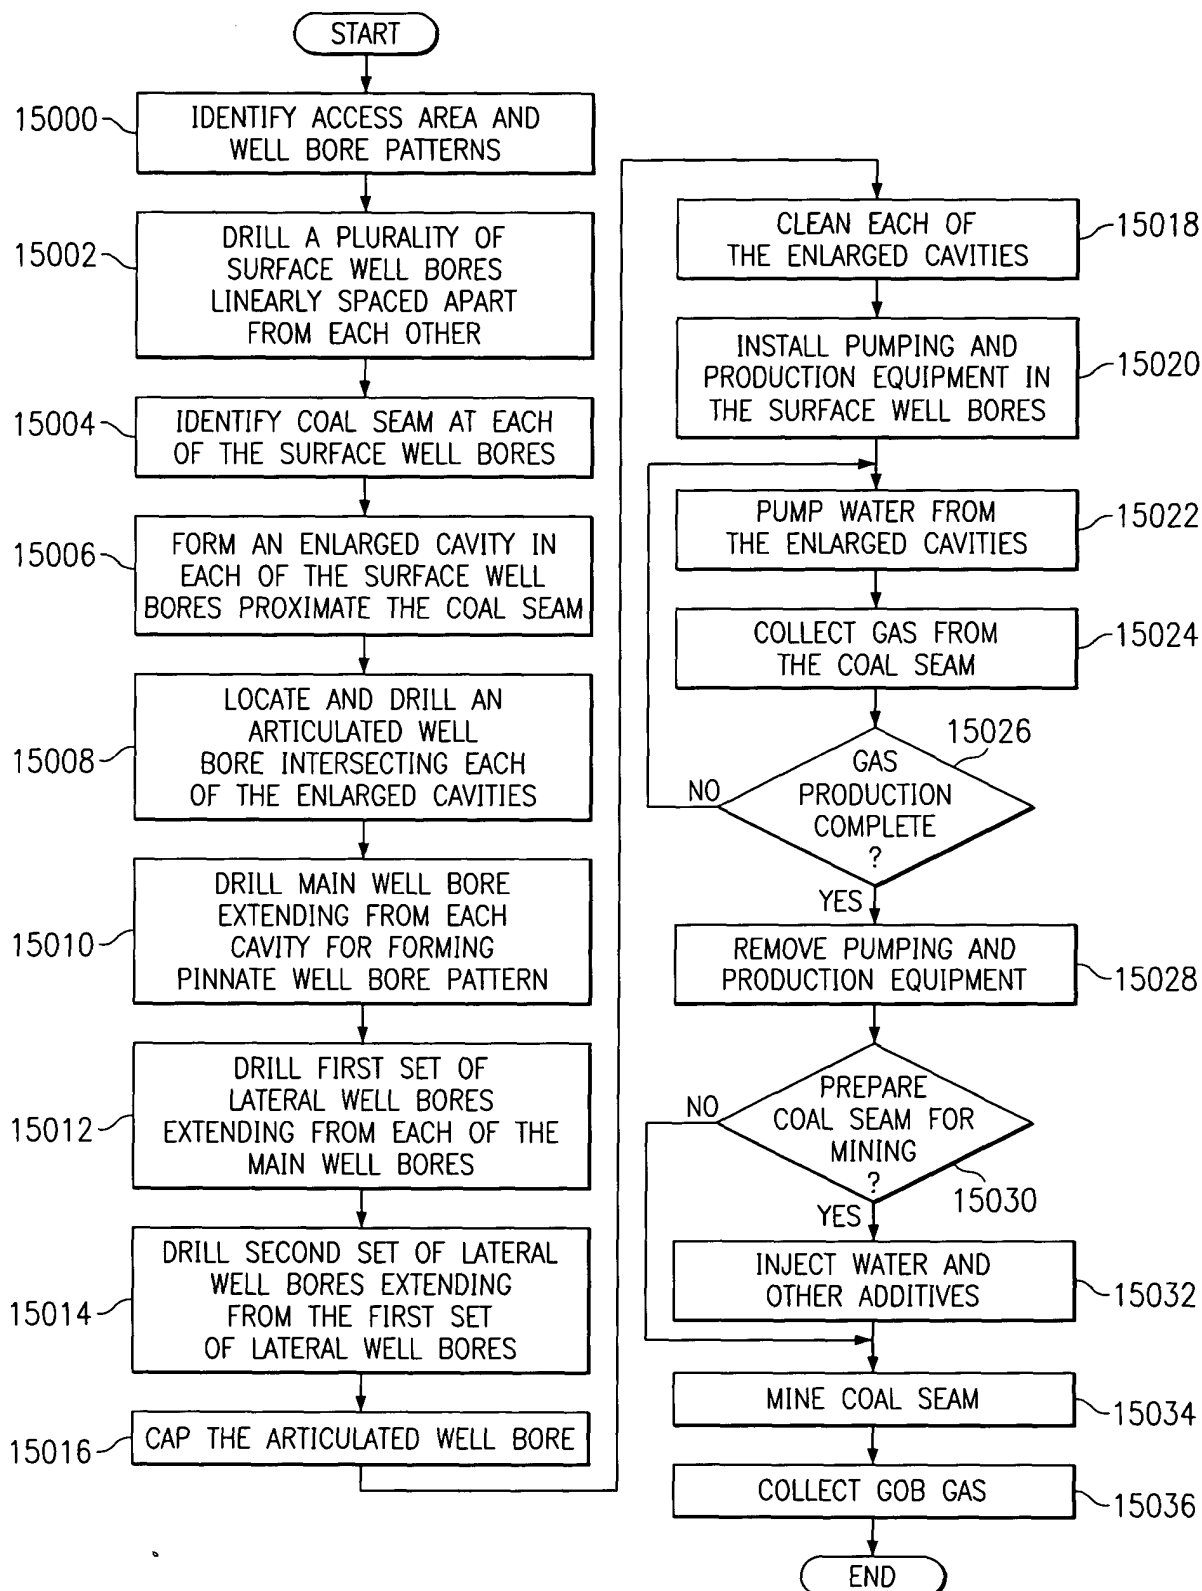 START
15000
IDENTIFY ACCESS AREA AND
WELL BORE PATTERNS
15002
DRILL A PLURALITY OF
SURFACE WELL BORES
LINEARLY SPACED APART
FROM EACH OTHER
15004
IDENTIFY COAL SEAM AT EACH
OF THE SURFACE WELL BORES
15006
FORM AN ENLARGED CAVITY IN
EACH OF THE SURFACE WELL
BORES PROXIMATE THE COAL SEAM
15008
LOCATE AND DRILL AN
ARTICULATED WELL
BORE INTERSECTING EACH
OF THE ENLARGED CAVITIES
15010
DRILL MAIN WELL BORE
EXTENDING FROM EACH
CAVITY FOR FORMING
PINNATE WELL BORE PATTERN
15012
DRILL FIRST SET OF
LATERAL WELL BORES
EXTENDING FROM EACH OF THE
MAIN WELL BORES
15014
DRILL SECOND SET OF LATERAL
WELL BORES EXTENDING
FROM THE FIRST SET
OF LATERAL WELL BORES
15016
CAP THE ARTICULATED WELL BORE
CLEAN EACH OF
THE ENLARGED CAVITIES
15018
INSTALL PUMPING AND
PRODUCTION EQUIPMENT IN
THE SURFACE WELL BORES
15020
PUMP WATER FROM
THE ENLARGED CAVITIES
15022
COLLECT GAS FROM
THE COAL SEAM
15024
15026
GAS
PRODUCTION
COMPLETE
?
NO
YES
REMOVE PUMPING AND
PRODUCTION EQUIPMENT
15028
PREPARE
COAL SEAM FOR
MINING
?
NO
15030
YES
INJECT WATER AND
OTHER ADDITIVES
15032
MINE COAL SEAM
15034
COLLECT GOB GAS
15036
END